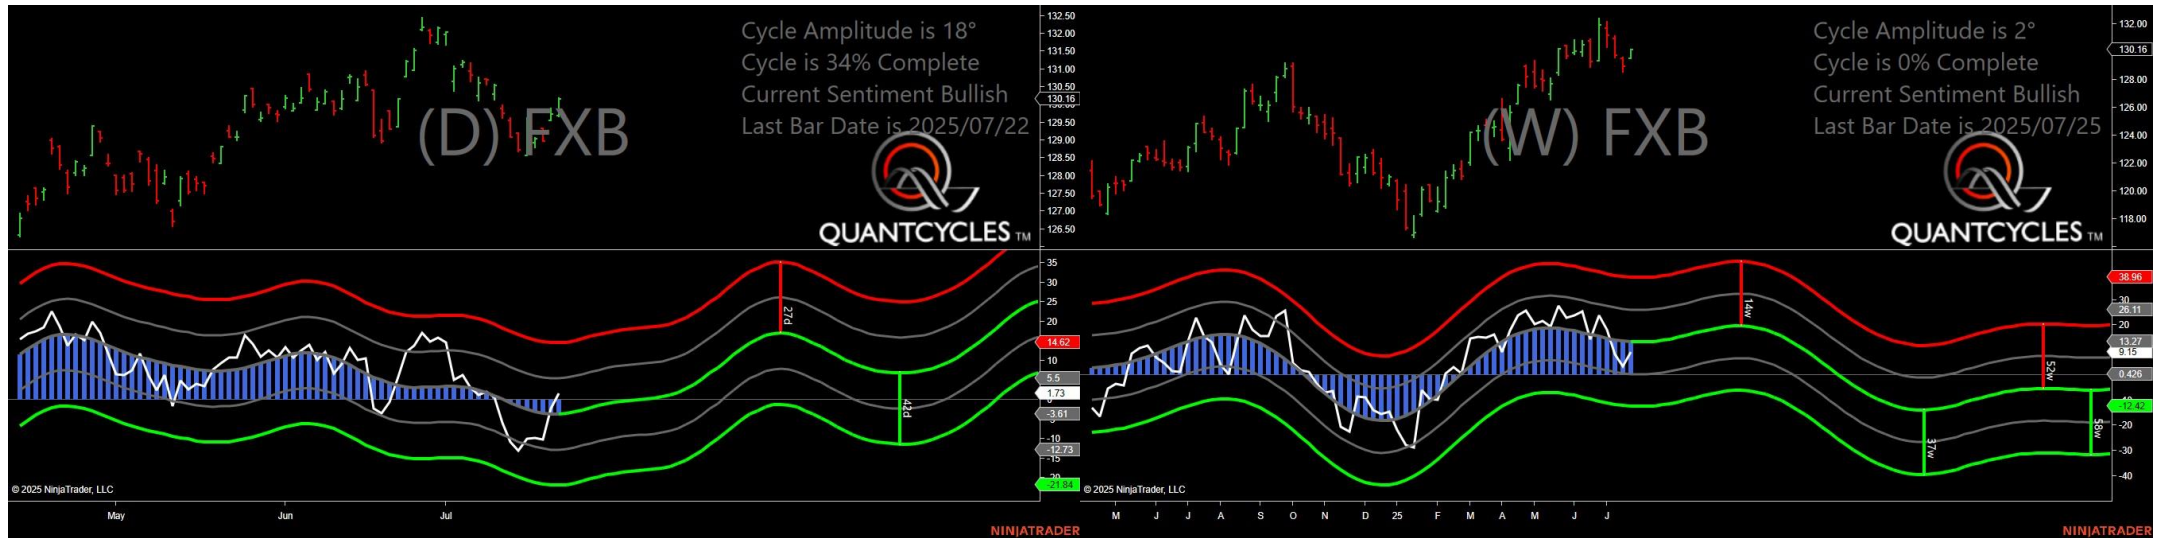 Cycle Amplitude is 18°
Cycle is 34% Complete
Current Sentiment Bullish
Last Bar Date is 2025/07/22
(D) FXB
QUANTCYCLES TM
132.50
132.00
131.50
131.00
130.50
130.16
129.50
129.00
128.50
128.00
127.50
127.00
126.50
35
30
25
20
14.62
10
5.5
1.73
-3.61
-10
-12.73
-15
-21.84
27d
42d
© 2025 NinjaTrader, LLC
May Jun Jul
NINJATRADER
Cycle Amplitude is 2°
Cycle is 0% Complete
Current Sentiment Bullish
Last Bar Date is 2025/07/25
(W) FXB
QUANTCYCLES TM
132.00
130.16
128.00
126.00
124.00
122.00
120.00
118.00
38.96
30
26.11
20
13.27
9.15
0.426
-12.42
-20
-30
-40
14w
37w
52w
58w
© 2025 NinjaTrader, LLC
M J J A S O N D 25 F M A M J J
NINJATRADER